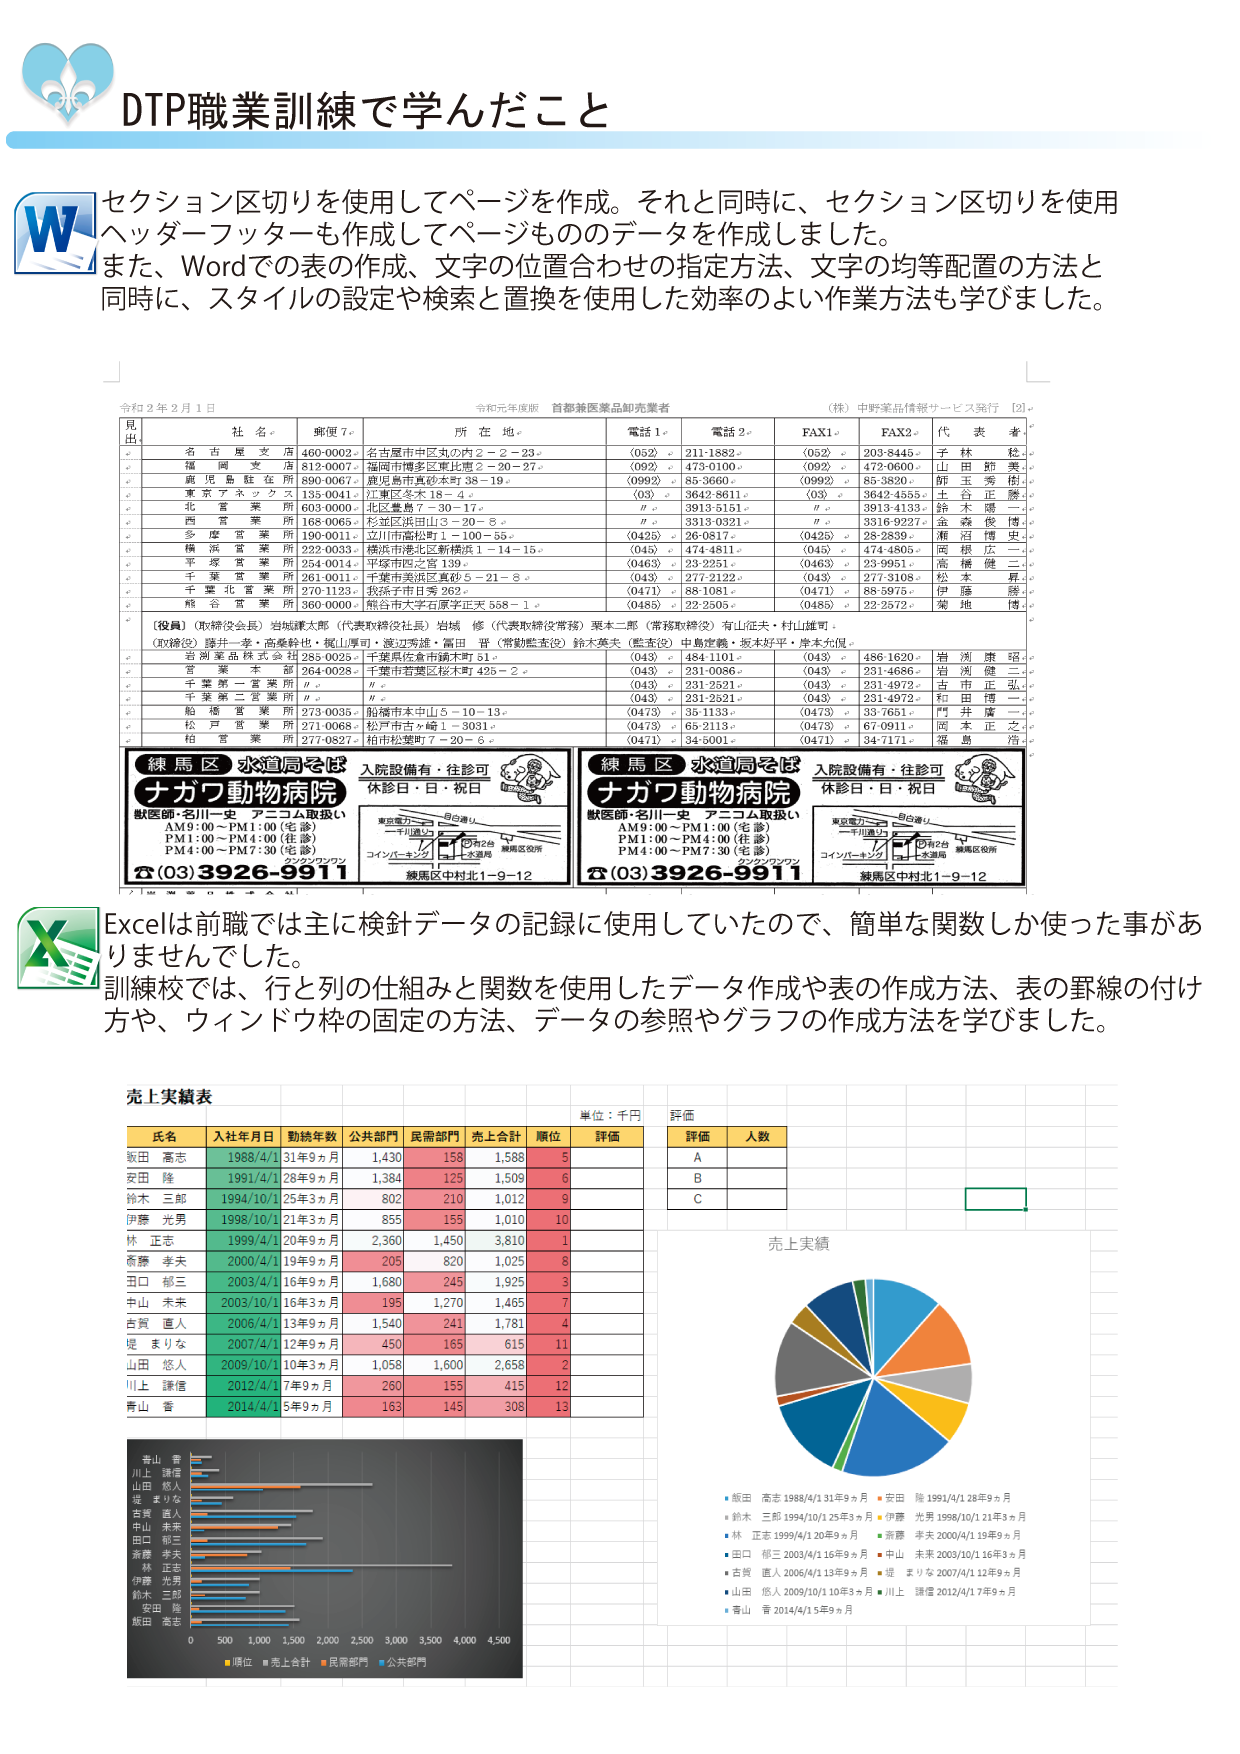 DTP職業訓練で学んだこと
セクション区切りを使用してページを作成。それと同時に、セクション区切りを使用
ヘッダーフッターも作成してページもののデータを作成しました。
また、Wordでの表の作成、文字の位置合わせの指定方法、文字の均等配置の方法と
同時に、スタイルの設定や検索と置換を使用した効率のよい作業方法も学びました。
令和2年2月1日 令和元年度版 首都兼医薬品卸売業者 (株) 中野薬品情報サービス発行 [2]
見出 社名 郵便7 所在地 電話1 電話2 FAX1 FAX2 代表者
名古屋支店 460-0002 名古屋市中区丸の内2-2-23 (052) 211-1882 (052) 203-8445 子林 稔
福岡支店 812-0007 福岡市博多区東比恵2-20-27 (092) 473-0100 (092) 472-0600 山田節美
鹿児島駐在所 890-0067 鹿児島市真砂本町38-19 (0992) 85-3660 (0992) 85-3820 師玉秀樹
東京アネックス 135-0041 江東区冬木18-4 (03) 3642-8611 (03) 3642-4555 土谷正勝
北営業所 603-0000 北区豊島7-30-17 〃 3913-5151 〃 3913-4133 鈴木陽一
西営業所 168-0065 杉並区浜田山3-20-8 〃 3313-0321 〃 3316-9227 金森俊博
多摩営業所 190-0011 立川市高松町1-100-55 (0425) 26-0817 (0425) 28-2839 瀬沼博史
横浜営業所 222-0033 横浜市港北区新横浜1-14-15 (045) 474-4811 (045) 474-4805 岡根広一
平塚営業所 254-0014 平塚市四之宮139 (0463) 23-2251 (0463) 23-9951 高橋健二
千葉営業所 261-0011 千葉市美浜区真砂5-21-8 (043) 277-2122 (043) 277-3108 松本 昇
千葉北営業所 270-1123 我孫子市日秀262 (0471) 88-1081 (0471) 88-5975 伊藤 勝
熊谷営業所 360-0000 熊谷市大字石原字正天558-1 (0485) 22-2505 (0485) 22-2572 菊地 博
[役員] (取締役会長) 岩城謙太郎 (代表取締役社長) 岩城 修 (代表取締役常務) 栗本二郎 (常務取締役) 有山征夫・村山雄司
(取締役) 藤井一孝・高桑幹也・梶山厚司・渡辺秀雄・冨田 晋 (常勤監査役) 鈴木英夫 (監査役) 中島定義・坂本好平・岸本允侃
岩渕薬品株式会社 285-0025 千葉県佐倉市鏑木町51 (043) 484-1101 (043) 486-1620 岩渕康昭
営業本部 264-0028 千葉市若葉区桜木町425-2 (043) 231-0086 (043) 231-4686 岩渕健二
千葉第一営業所 〃 〃 (043) 231-2521 (043) 231-4972 古市正弘
千葉第二営業所 〃 〃 (043) 231-2521 (043) 231-4972 和田博一
船橋営業所 273-0035 船橋市本中山5-10-13 (0473) 35-1133 (0473) 33-7651 門井廣一
松戸営業所 271-0068 松戸市古ヶ崎1-3031 (0473) 65-2113 (0473) 67-0911 岡本正之
柏営業所 277-0827 柏市松葉町7-20-6 (0471) 34-5001 (0471) 34-7171 福島 浩
練馬区 水道局そば
ナガワ動物病院
獣医師・名川一史 アニコム取扱い
AM9:00~PM1:00(宅診)
PM1:00~PM4:00(往診)
PM4:00~PM7:30(宅診)
ワンクンワンワン
☎(03)3926-9911
入院設備有・往診可
休診日・日・祝日
東京電力
目白通り
千川通り
Ⓟ有2台
コインパーキング
水道局
練馬区役所
練馬区中村北1-9-12
練馬区 水道局そば
ナガワ動物病院
獣医師・名川一史 アニコム取扱い
AM9:00~PM1:00(宅診)
PM1:00~PM4:00(往診)
PM4:00~PM7:30(宅診)
☎(03)3926-9911
入院設備有・往診可
休診日・日・祝日
東京電力
目白通り
千川通り
Ⓟ有2台
コインパーキング
水道局
練馬区役所
練馬区中村北1-9-12
Excelは前職では主に検針データの記録に使用していたので、簡単な関数しか使った事があ
りませんでした。
訓練校では、行と列の仕組みと関数を使用したデータ作成や表の作成方法、表の罫線の付け
方や、ウィンドウ枠の固定の方法、データの参照やグラフの作成方法を学びました。
売上実績表
単位:千円 評価
氏名 入社年月日 勤続年数 公共部門 民需部門 売上合計 順位 評価 評価 人数
飯田 高志 1988/4/1 31年9ヵ月 1,430 158 1,588 5 A
安田 隆 1991/4/1 28年9ヵ月 1,384 125 1,509 6 B
鈴木 三郎 1994/10/1 25年3ヵ月 802 210 1,012 9 C
伊藤 光男 1998/10/1 21年3ヵ月 855 155 1,010 10
林 正志 1999/4/1 20年9ヵ月 2,360 1,450 3,810 1
斎藤 孝夫 2000/4/1 19年9ヵ月 205 820 1,025 8
田口 郁三 2003/4/1 16年9ヵ月 1,680 245 1,925 3
中山 未来 2003/10/1 16年3ヵ月 195 1,270 1,465 7
古賀 直人 2006/4/1 13年9ヵ月 1,540 241 1,781 4
堤 まりな 2007/4/1 12年9ヵ月 450 165 615 11
山田 悠人 2009/10/1 10年3ヵ月 1,058 1,600 2,658 2
川上 謙信 2012/4/1 7年9ヵ月 260 155 415 12
青山 香 2014/4/1 5年9ヵ月 163 145 308 13
売上実績
飯田 高志 1988/4/1 31年9ヵ月 安田 隆 1991/4/1 28年9ヵ月
鈴木 三郎 1994/10/1 25年3ヵ月 伊藤 光男 1998/10/1 21年3ヵ月
林 正志 1999/4/1 20年9ヵ月 斎藤 孝夫 2000/4/1 19年9ヵ月
田口 郁三 2003/4/1 16年9ヵ月 中山 未来 2003/10/1 16年3ヵ月
古賀 直人 2006/4/1 13年9ヵ月 堤 まりな 2007/4/1 12年9ヵ月
山田 悠人 2009/10/1 10年3ヵ月 川上 謙信 2012/4/1 7年9ヵ月
青山 香 2014/4/1 5年9ヵ月
青山 香
川上 謙信
山田 悠人
堤 まりな
古賀 直人
中山 未来
田口 郁三
斎藤 孝夫
林 正志
伊藤 光男
鈴木 三郎
安田 隆
飯田 高志
0 500 1,000 1,500 2,000 2,500 3,000 3,500 4,000 4,500
順位 売上合計 民需部門 公共部門